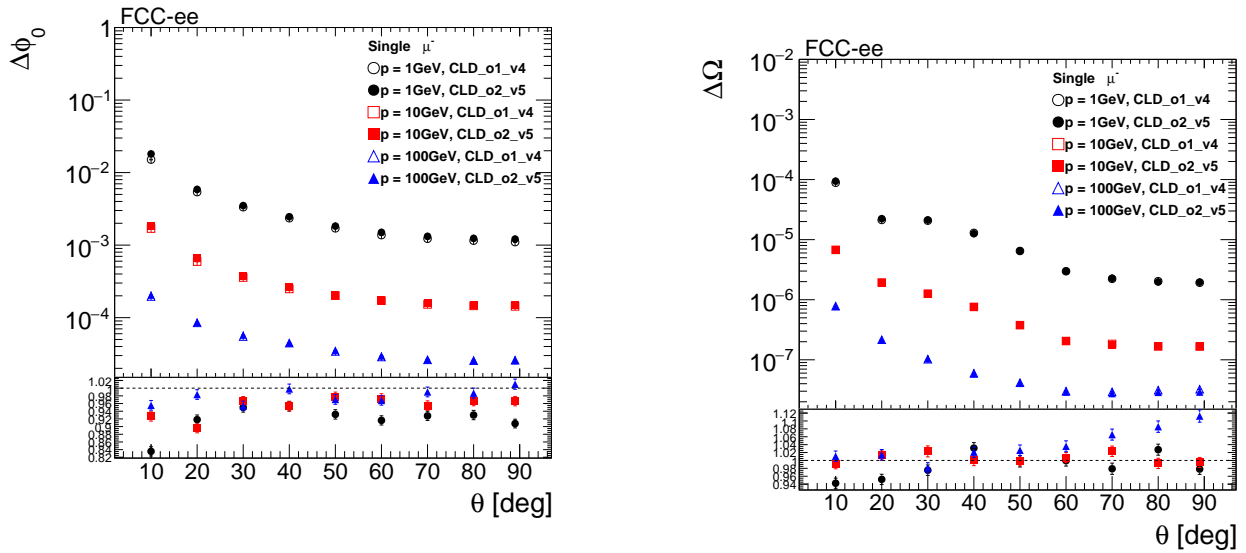 FCC-ee
Δϕ₀
1
10⁻¹
10⁻²
10⁻³
10⁻⁴
Single μ⁻
p = 1GeV, CLD_o1_v4
p = 1GeV, CLD_o2_v5
p = 10GeV, CLD_o1_v4
p = 10GeV, CLD_o2_v5
p = 100GeV, CLD_o1_v4
p = 100GeV, CLD_o2_v5
1.02
1
0.98
0.96
0.94
0.92
0.9
0.88
0.86
0.84
0.82
10 20 30 40 50 60 70 80 90
θ [deg]
FCC-ee
ΔΩ
10⁻¹
10⁻²
10⁻³
10⁻⁴
10⁻⁵
10⁻⁶
10⁻⁷
Single μ⁻
p = 1GeV, CLD_o1_v4
p = 1GeV, CLD_o2_v5
p = 10GeV, CLD_o1_v4
p = 10GeV, CLD_o2_v5
p = 100GeV, CLD_o1_v4
p = 100GeV, CLD_o2_v5
1.12
1.1
1.08
1.06
1.04
1.02
1
0.98
0.96
0.94
10 20 30 40 50 60 70 80 90
θ [deg]